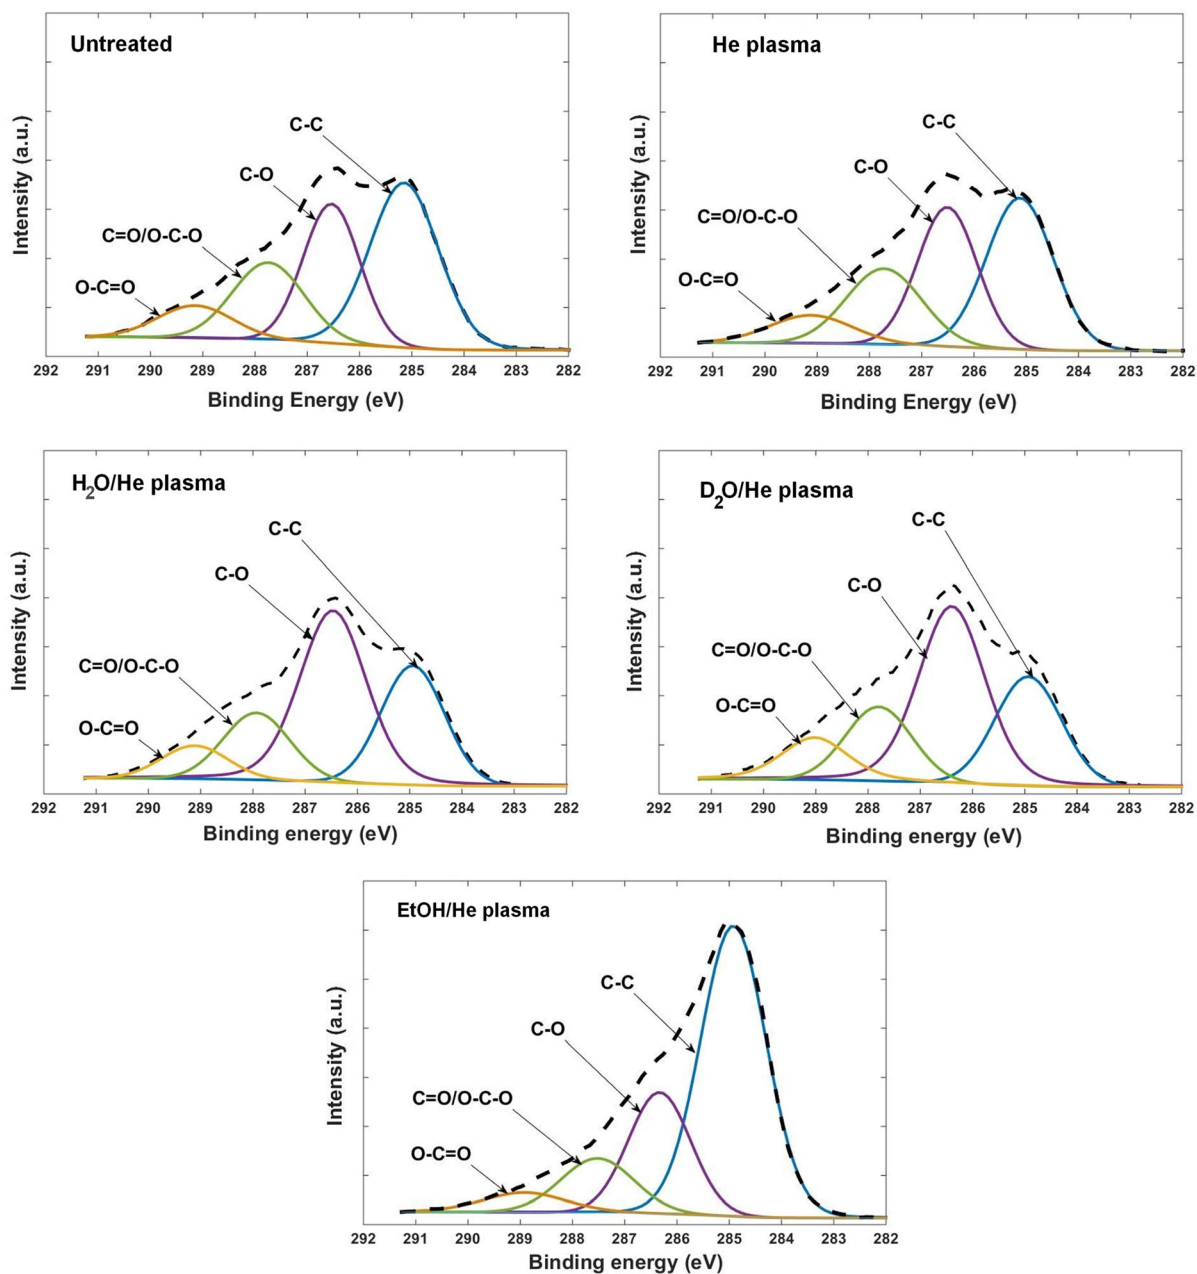 Untreated
C-C
C-O
C=O/O-C-O
O-C=O
Intensity (a.u.)
292 291 290 289 288 287 286 285 284 283 282
Binding Energy (eV)
He plasma
C-C
C-O
C=O/O-C-O
O-C=O
Intensity (a.u.)
292 291 290 289 288 287 286 285 284 283 282
Binding Energy (eV)
H2O/He plasma
C-C
C-O
C=O/O-C-O
O-C=O
Intensity (a.u.)
292 291 290 289 288 287 286 285 284 283 282
Binding energy (eV)
D2O/He plasma
C-C
C-O
C=O/O-C-O
O-C=O
Intensity (a.u.)
292 291 290 289 288 287 286 285 284 283 282
Binding energy (eV)
EtOH/He plasma
C-C
C-O
C=O/O-C-O
O-C=O
Intensity (a.u.)
292 291 290 289 288 287 286 285 284 283 282
Binding energy (eV)